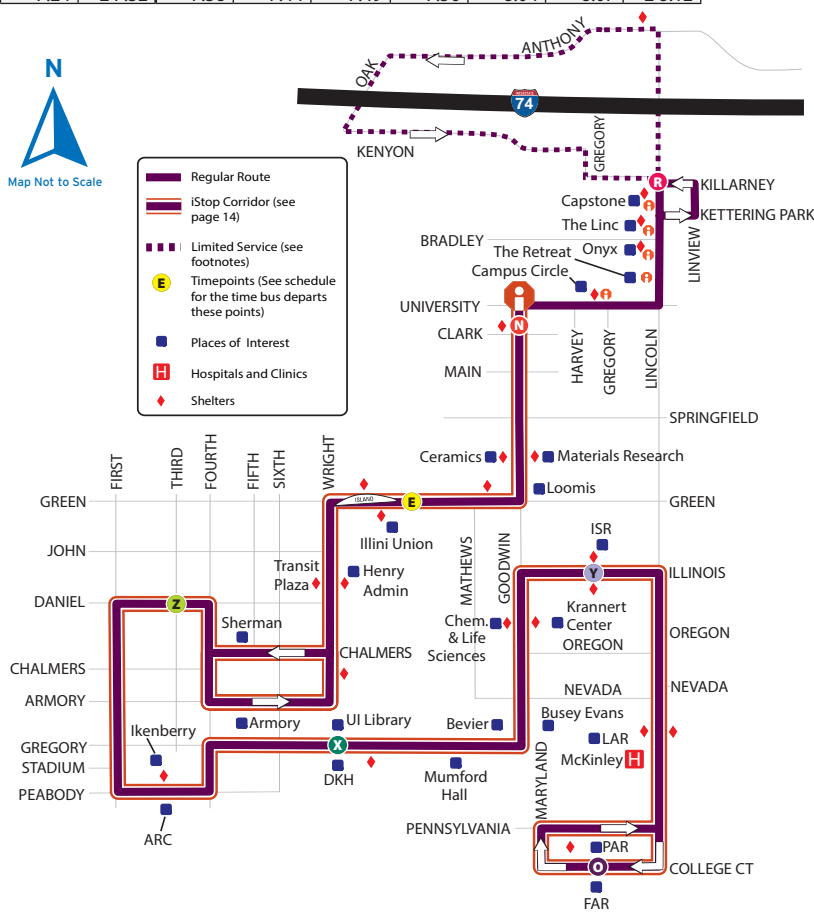 ANTHONY
OAK
N
INTERSTATE
74
KENYON
GREGORY
Map Not to Scale
R
KILLARNEY
Capstone
KETTERING PARK
Regular Route
iStop Corridor (see
page 14)
The Linc
BRADLEY
Onyx
LINVIEW
Limited Service (see
footnotes)
The Retreat
Campus Circle
E
Timepoints (See schedule
for the time bus departs
these points)
UNIVERSITY
N
CLARK
HARVEY
GREGORY
LINCOLN
Places of Interest
MAIN
H
Hospitals and Clinics
Shelters
SPRINGFIELD
FIRST
THIRD
FOURTH
FIFTH
SIXTH
WRIGHT
Ceramics
Materials Research
Loomis
GREEN
ISLAND
E
GREEN
Illini Union
ISR
JOHN
MATHEWS
GOODWIN
Transit
Plaza
Henry
Admin
Y
ILLINOIS
DANIEL
Z
Sherman
Chem.
& Life
Sciences
Krannert
Center
OREGON
OREGON
CHALMERS
CHALMERS
NEVADA
NEVADA
ARMORY
Armory
UI Library
Bevier
Busey Evans
Ikenberry
LAR
GREGORY
X
STADIUM
DKH
Mumford
Hall
McKinley
H
PEABODY
MARYLAND
ARC
PENNSYLVANIA
PAR
O
COLLEGE CT
FAR